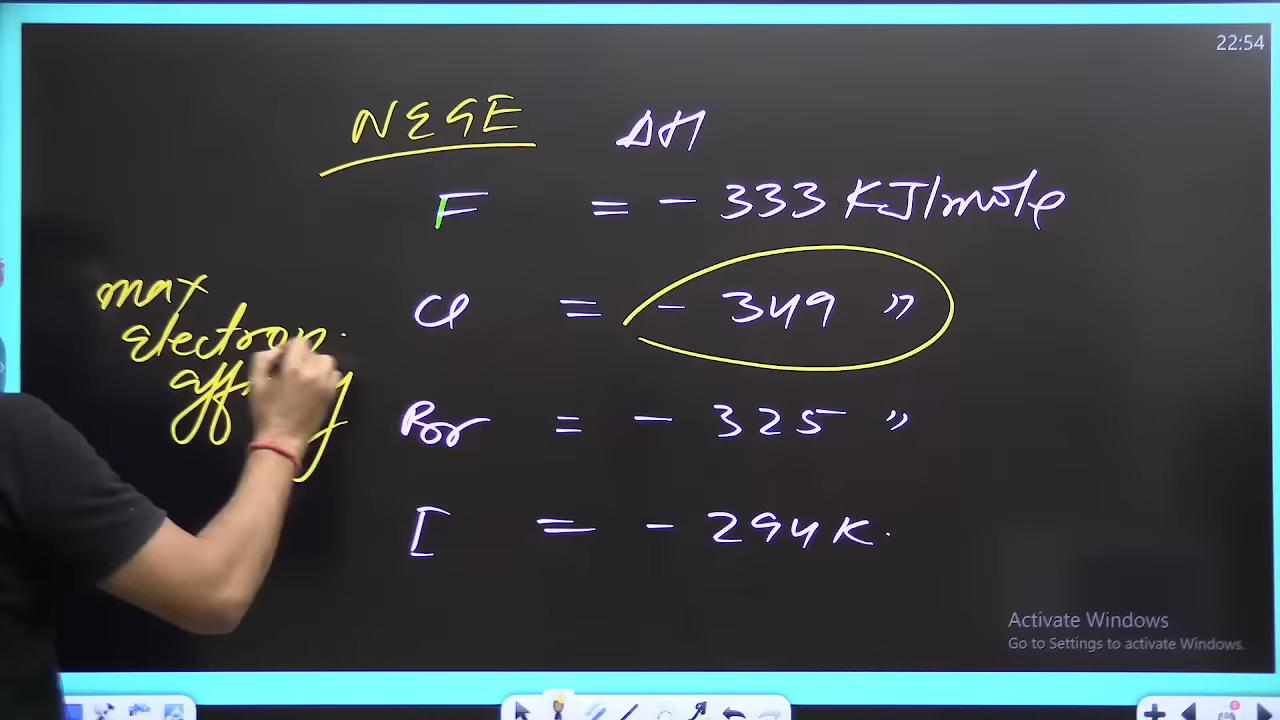 22:54
NEGE ΔH
F = - 333 KJ/mole
max
electron
Cl = - 349 "
Br = - 325 "
I = - 294 K.
Activate Windows
Go to Settings to activate Windows.